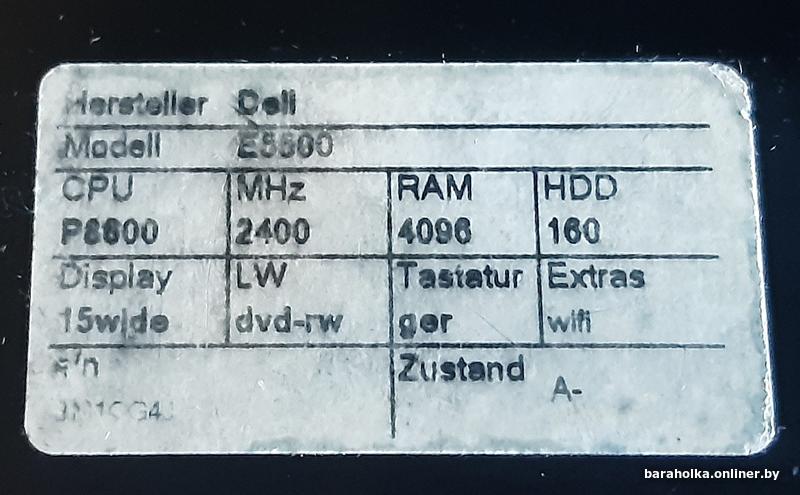 Hersteller Dell
Modell
CPU MHz RAM HDD
P8600 2400 4096 160
Display LW Tastatur Extras
15wide dvd-rw ger wifi
s/n Zustand
A-
baraholka.onliner.by